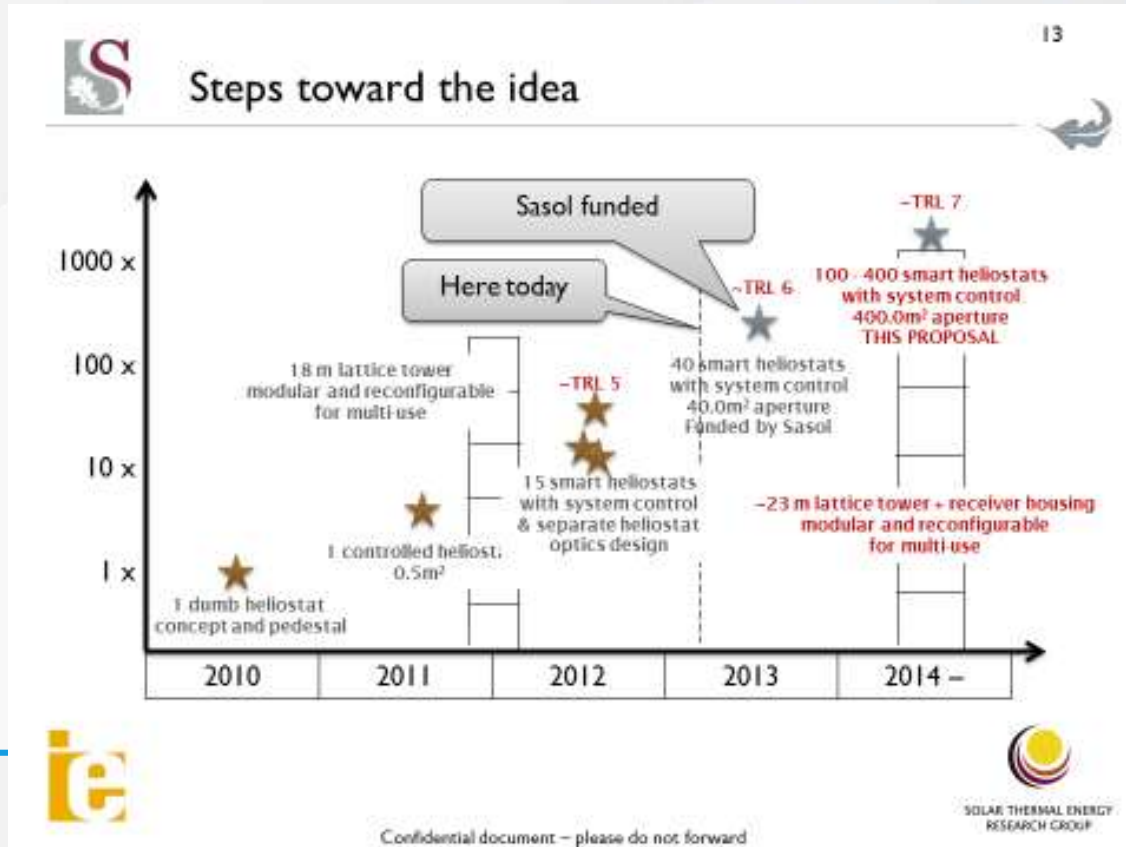 13
S
Steps toward the idea
Sasol funded
Here today
1000 x
100 x
10 x
1 x
~TRL 7
100 - 400 smart heliostats
with system control
400.0m² aperture
THIS PROPOSAL
~TRL 6
40 smart heliostats
with system control
40.0m² aperture
Funded by Sasol
18 m lattice tower
modular and reconfigurable
for multi-use
~TRL 5
15 smart heliostats
with system control
& separate heliostat
optics design
~23 m lattice tower + receiver housing
modular and reconfigurable
for multi-use
1 controlled heliost.
0.5m²
1 dumb heliostat
concept and pedestal
2010 2011 2012 2013 2014 –
ie
SOLAR THERMAL ENERGY
RESEARCH GROUP
Confidential document – please do not forward